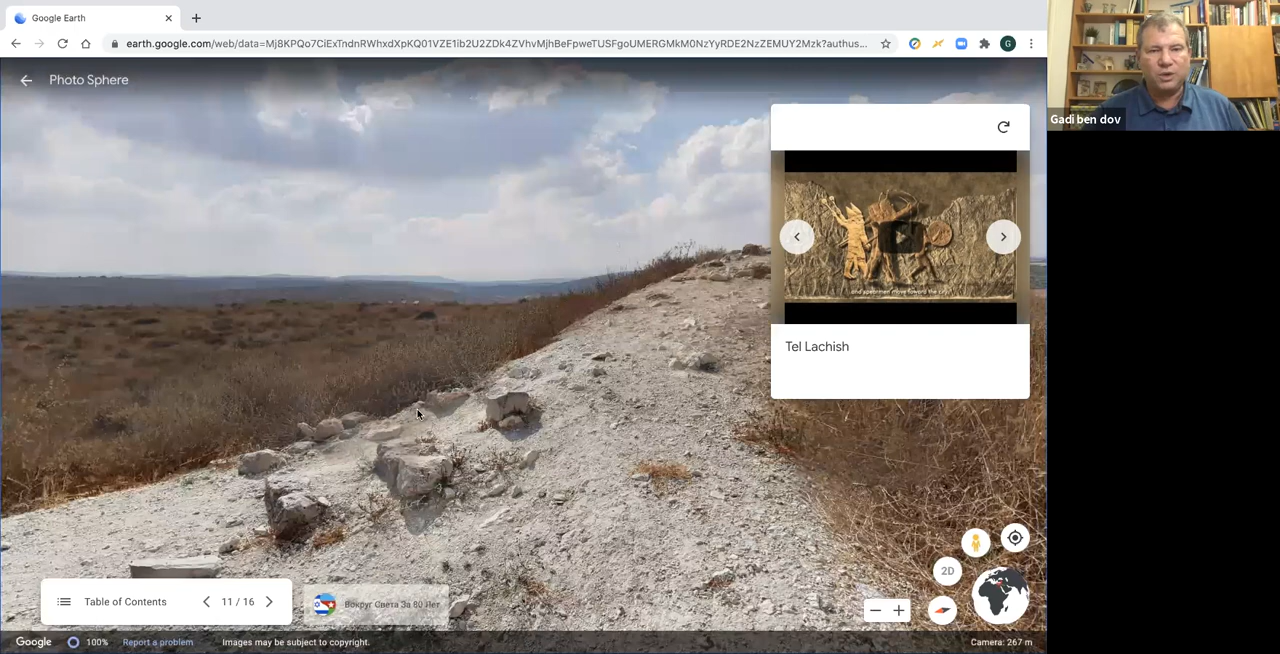 Google Earth
earth.google.com/web/data=Mj8KPQo7CiExTndnRWhxdXpKQ01VZE1ib2U2ZDk4ZVhvMjhBeFpweTUSFgoUMERGMkM0NzYyRDE2NzZEMUY2Mzk?authus...
G
Photo Sphere
Gadi ben dov
and spearmen move toward the city
Tel Lachish
2D
Table of Contents
11 / 16
Вокруг Света За 80 Лет
Google
100%
Report a problem
Images may be subject to copyright.
Camera: 267 m